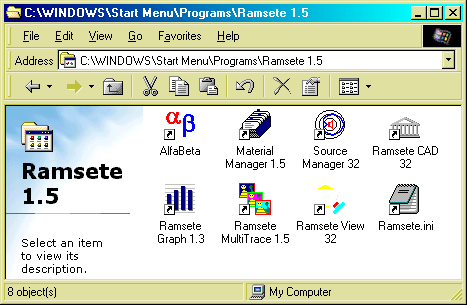 C:\WINDOWS\Start Menu\Programs\Ramsete 1.5
File Edit View Go Favorites Help
Address C:\WINDOWS\Start Menu\Programs\Ramsete 1.5
Ramsete
1.5
Select an item
to view its
description.
α β
AlfaBeta
Material
Manager 1.5
Source
Manager 32
Ramsete CAD
32
Ramsete
Graph 1.3
Ramsete
MultiTrace 1.5
Ramsete View
32
Ramsete.ini
8 object(s)
My Computer